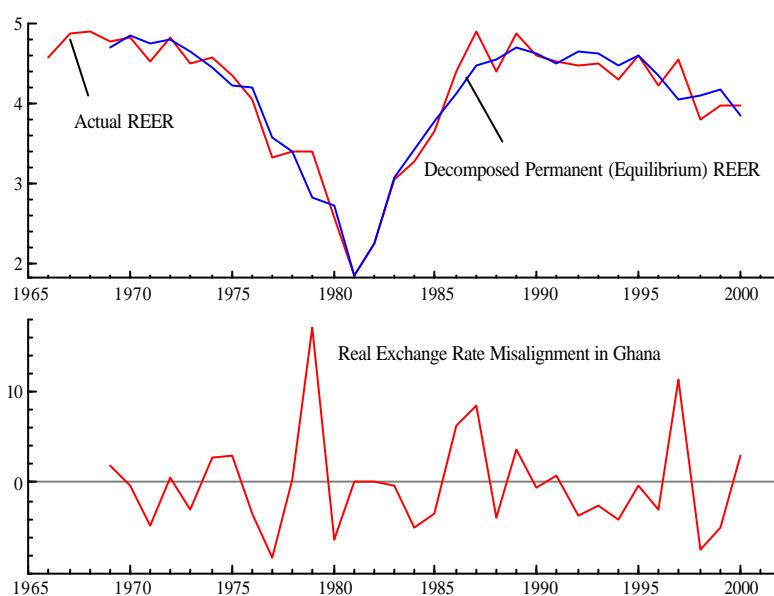 5
4
Actual REER
Decomposed Permanent (Equilibrium) REER
3
2
1965 1970 1975 1980 1985 1990 1995 2000
Real Exchange Rate Misalignment in Ghana
10
0
1965 1970 1975 1980 1985 1990 1995 2000